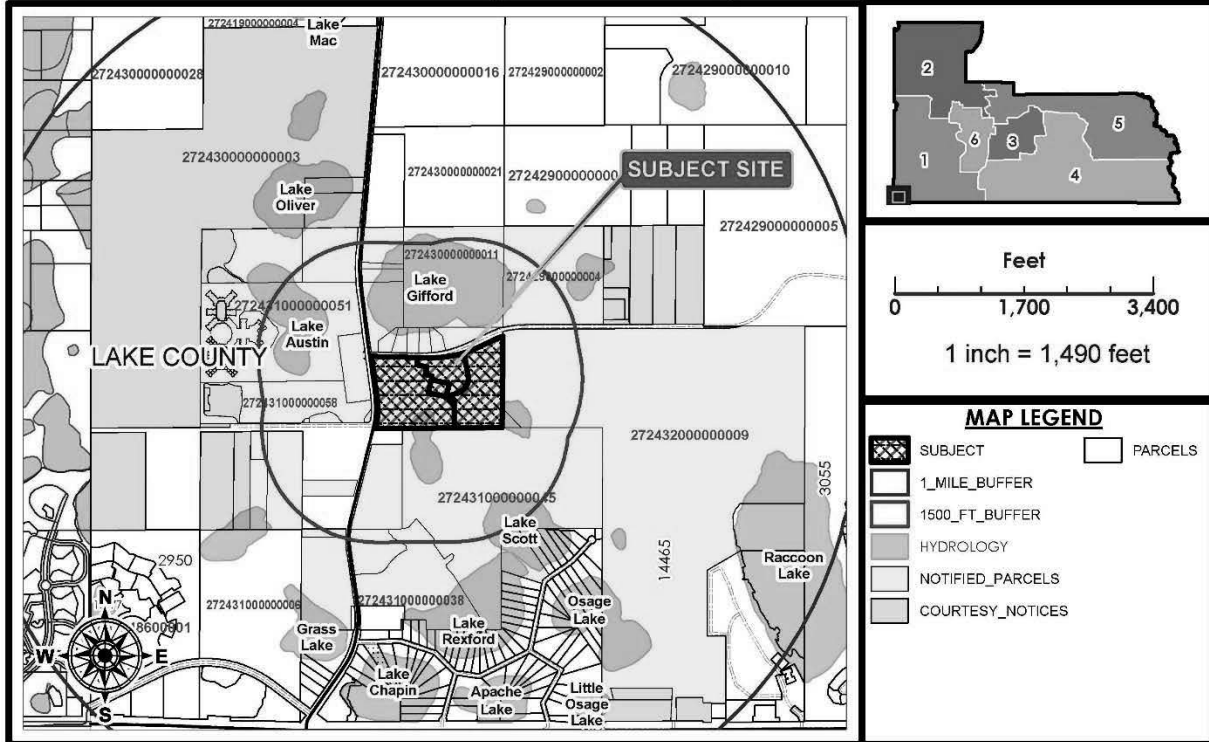 272419000000004
Lake
Mac
272430000000028
272430000000016
272429000000002
272429000000010
272430000000003
272430000000021
27242900000000
SUBJECT SITE
Lake
Oliver
272429000000005
272430000000011
Lake
Gifford
272431000000051
Lake
Austin
LAKE COUNTY
272431000000058
272432000000009
272431000000045
Lake
Scott
3055
14465
Raccoon
Lake
2950
272431000000038
Grass
Lake
Lake
Rexford
Osage
Lake
Lake
Chapin
Apache
Lake
Little
Osage
Lake
N
W
E
S
2
1
6
3
5
4
Feet
0 1,700 3,400
1 inch = 1,490 feet
MAP LEGEND
SUBJECT
PARCELS
1_MILE_BUFFER
1500_FT_BUFFER
HYDROLOGY
NOTIFIED_PARCELS
COURTESY_NOTICES